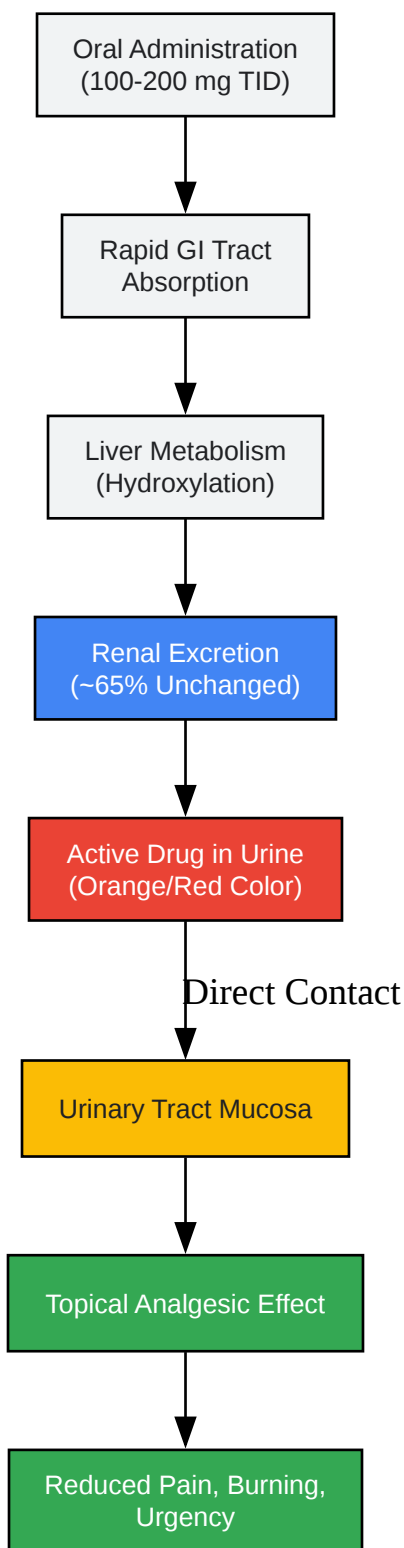 Oral Administration
(100-200 mg TID)
Rapid GI Tract
Absorption
Liver Metabolism
(Hydroxylation)
Renal Excretion
(~65% Unchanged)
Active Drug in Urine
(Orange/Red Color)
Direct Contact
Urinary Tract Mucosa
Topical Analgesic Effect
Reduced Pain, Burning,
Urgency